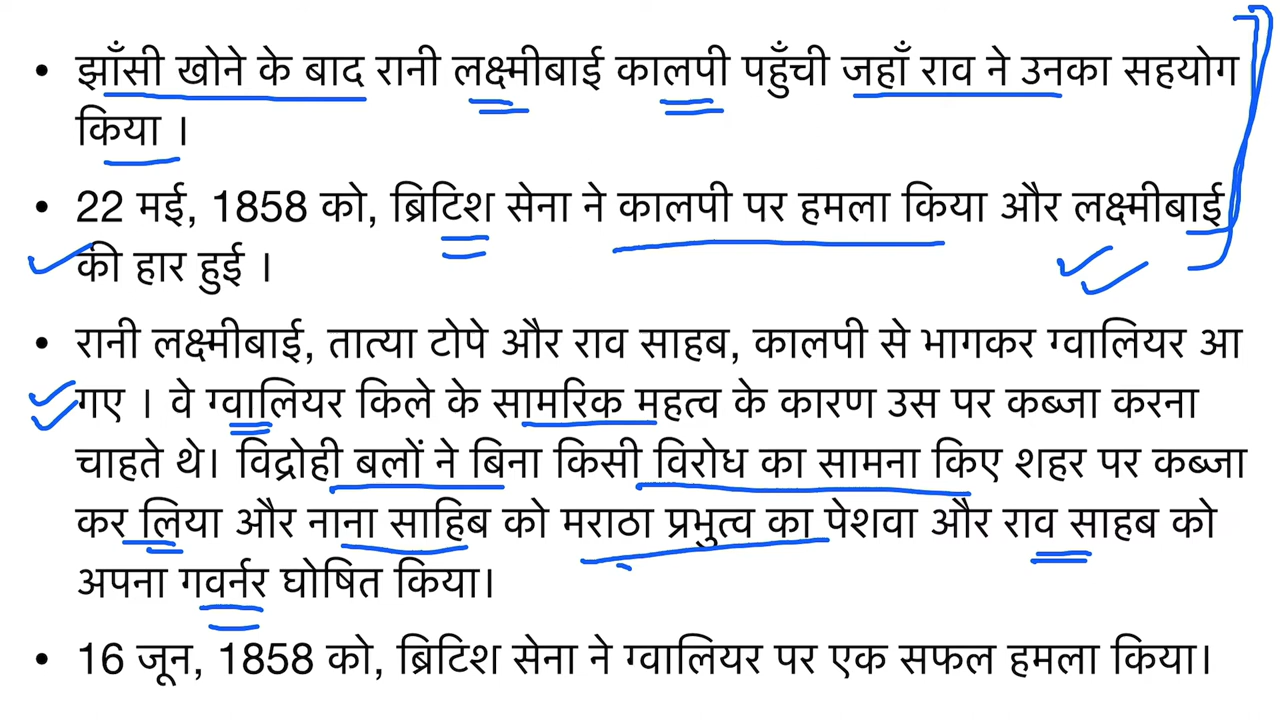 • झाँसी खोने के बाद रानी लक्ष्मीबाई कालपी पहुँची जहाँ राव ने उनका सहयोग
किया ।
• 22 मई, 1858 को, ब्रिटिश सेना ने कालपी पर हमला किया और लक्ष्मीबाई
की हार हुई ।
• रानी लक्ष्मीबाई, तात्या टोपे और राव साहब, कालपी से भागकर ग्वालियर आ
गए । वे ग्वालियर किले के सामरिक महत्व के कारण उस पर कब्जा करना
चाहते थे। विद्रोही बलों ने बिना किसी विरोध का सामना किए शहर पर कब्जा
कर लिया और नाना साहिब को मराठा प्रभुत्व का पेशवा और राव साहब को
अपना गवर्नर घोषित किया।
• 16 जून, 1858 को, ब्रिटिश सेना ने ग्वालियर पर एक सफल हमला किया।